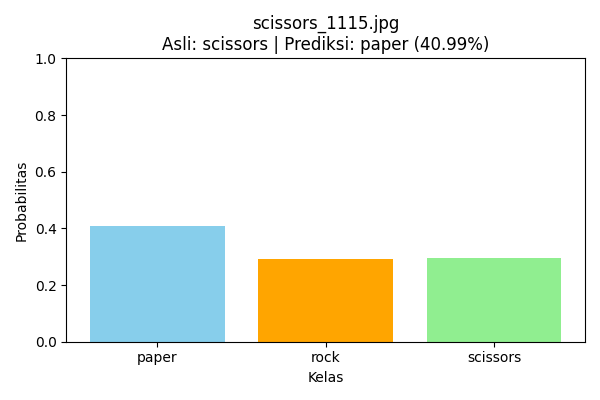 scissors_1115.jpg
Asli: scissors | Prediksi: paper (40.99%)
1.0
0.8
0.6
0.4
0.2
0.0
Probabilitas
paper rock scissors
Kelas